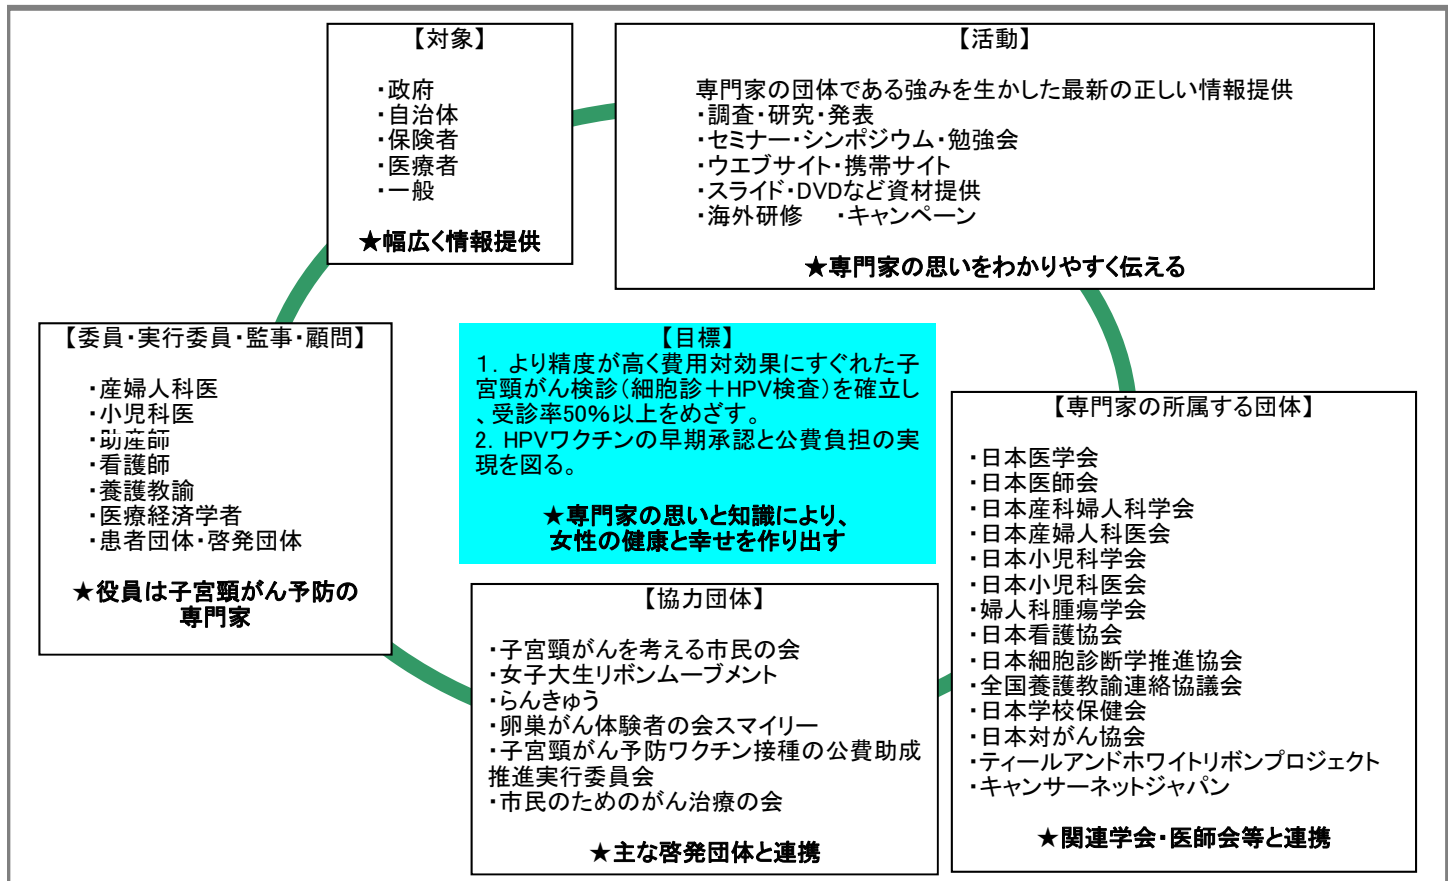 【対象】
・政府
・自治体
・保険者
・医療者
・一般
★幅広く情報提供
【活動】
専門家の団体である強みを生かした最新の正しい情報提供
・調査・研究・発表
・セミナー・シンポジウム・勉強会
・ウエブサイト・携帯サイト
・スライド・DVDなど資材提供
・海外研修　・キャンペーン
★専門家の思いをわかりやすく伝える
【委員・実行委員・監事・顧問】
・産婦人科医
・小児科医
・助産師
・看護師
・養護教諭
・医療経済学者
・患者団体・啓発団体
★役員は子宮頸がん予防の
専門家
【目標】
１．より精度が高く費用対効果にすぐれた子
宮頸がん検診（細胞診＋HPV検査）を確立し
、受診率50％以上をめざす。
2．HPVワクチンの早期承認と公費負担の実
現を図る。
★専門家の思いと知識により、
女性の健康と幸せを作り出す
【専門家の所属する団体】
・日本医学会
・日本医師会
・日本産科婦人科学会
・日本産婦人科医会
・日本小児科学会
・日本小児科医会
・婦人科腫瘍学会
・日本看護協会
・日本細胞診断学推進協会
・全国養護教諭連絡協議会
・日本学校保健会
・日本対がん協会
・ティールアンドホワイトリボンプロジェクト
・キャンサーネットジャパン
★関連学会・医師会等と連携
【協力団体】
・子宮頸がんを考える市民の会
・女子大生リボンムーブメント
・らんきゅう
・卵巣がん体験者の会スマイリー
・子宮頸がん予防ワクチン接種の公費助成
推進実行委員会
・市民のためのがん治療の会
★主な啓発団体と連携